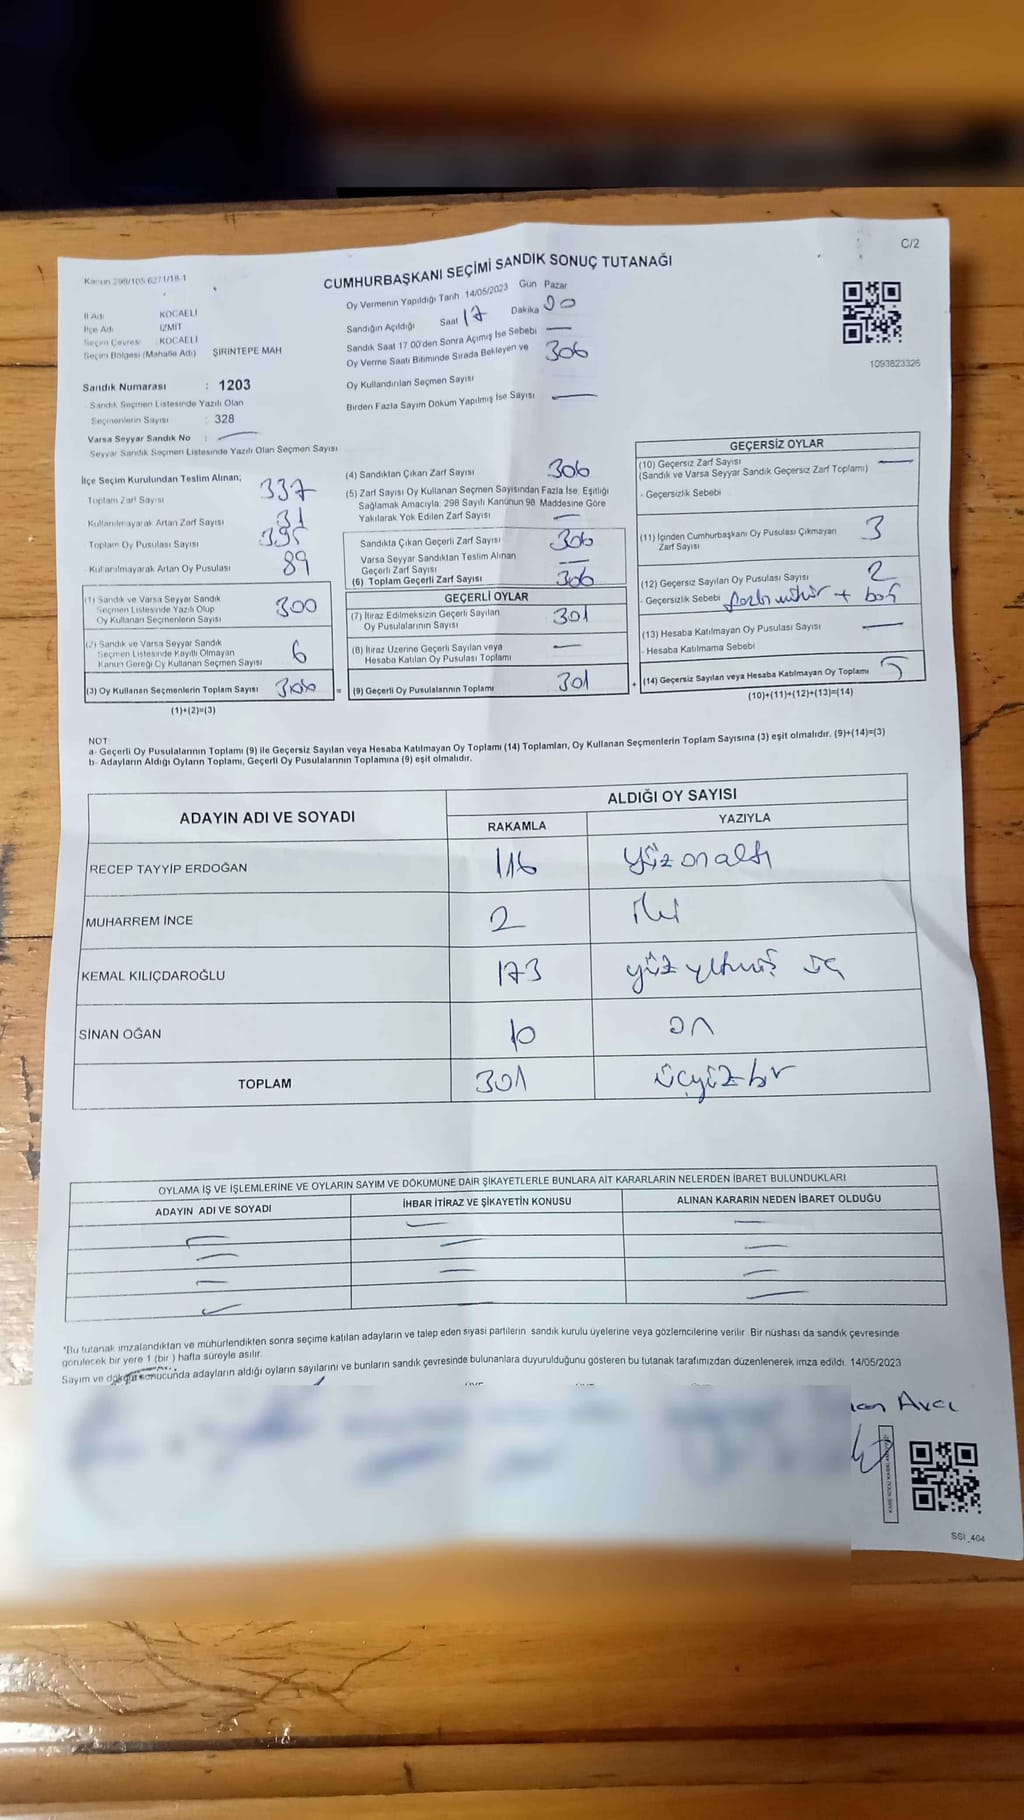 C/2
Kanun 298/105 6271/18-1
CUMHURBAŞKANI SEÇİMİ SANDIK SONUÇ TUTANAĞI
İl Adı : KOCAELİ
İlçe Adı : İZMİT
Seçim Çevresi : KOCAELİ
Seçim Bölgesi (Mahalle Adı) ŞİRİNTEPE MAH
Sandık Numarası : 1203
Sandık Seçmen Listesinde Yazılı Olan
Seçmenlerin Sayısı : 328
Varsa Seyyar Sandık No : —
Seyyar Sandık Seçmen Listesinde Yazılı Olan Seçmen Sayısı
Oy Vermenin Yapıldığı Tarih 14/05/2023 Gün Pazar
Sandığın Açıldığı Saat 17 Dakika 00
Sandık Saat 17 00'den Sonra Açımış İse Sebebi —
Oy Verme Saati Bitiminde Sırada Bekleyen ve 306
Oy Kullandırılan Seçmen Sayısı
Birden Fazla Sayım Döküm Yapılmış İse Sayısı —
1093823326
İlçe Seçim Kurulundan Teslim Alınan;
Toplam Zarf Sayısı 337
Kullanılmayarak Artan Zarf Sayısı 31
Toplam Oy Pusulası Sayısı 395
Kullanılmayarak Artan Oy Pusulası 89
(1) Sandık ve Varsa Seyyar Sandık
Seçmen Listesinde Yazılı Olup
Oy Kullanan Seçmenlerin Sayısı 300
(2) Sandık ve Varsa Seyyar Sandık
Seçmen Listesinde Kayıtlı Olmayan
Kanun Gereği Oy Kullanan Seçmen Sayısı 6
(3) Oy Kullanan Seçmenlerin Toplam Sayısı 306 =
(1)+(2)=(3)
(4) Sandıktan Çıkan Zarf Sayısı 306
(5) Zarf Sayısı Oy Kullanan Seçmen Sayısından Fazla İse, Eşitliği
Sağlamak Amacıyla, 298 Sayılı Kanunun 98. Maddesine Göre
Yakılarak Yok Edilen Zarf Sayısı —
Sandıkta Çıkan Geçerli Zarf Sayısı 306
Varsa Seyyar Sandıktan Teslim Alınan
Geçerli Zarf Sayısı —
(6) Toplam Geçerli Zarf Sayısı 306
GEÇERLİ OYLAR
(7) İtiraz Edilmeksizin Geçerli Sayılan
Oy Pusulalarının Sayısı 301
(8) İtiraz Üzerine Geçerli Sayılan veya
Hesaba Katılan Oy Pusulası Toplamı —
(9) Geçerli Oy Pusulalarının Toplamı 301 +
GEÇERSİZ OYLAR
(10) Geçersiz Zarf Sayısı —
(Sandık ve Varsa Seyyar Sandık Geçersiz Zarf Toplamı)
- Geçersizlik Sebebi
(11) İçinden Cumhurbaşkanı Oy Pusulası Çıkmayan 3
Zarf Sayısı
(12) Geçersiz Sayılan Oy Pusulası Sayısı 2
- Geçersizlik Sebebi fazla mühür + boş
(13) Hesaba Katılmayan Oy Pusulası Sayısı —
- Hesaba Katılmama Sebebi
(14) Geçersiz Sayılan veya Hesaba Katılmayan Oy Toplamı 5
(10)+(11)+(12)+(13)=(14)
NOT:
a- Geçerli Oy Pusulalarının Toplamı (9) ile Geçersiz Sayılan veya Hesaba Katılmayan Oy Toplamı (14) Toplamları, Oy Kullanan Seçmenlerin Toplam Sayısına (3) eşit olmalıdır. (9)+(14)=(3)
b- Adayların Aldığı Oyların Toplamı, Geçerli Oy Pusulalarının Toplamına (9) eşit olmalıdır.
ADAYIN ADI VE SOYADI
ALDIĞI OY SAYISI
RAKAMLA YAZIYLA
RECEP TAYYİP ERDOĞAN 116 yüz on altı
MUHARREM İNCE 2 iki
KEMAL KILIÇDAROĞLU 173 yüz yetmiş üç
SİNAN OĞAN 10 on
TOPLAM 301 üçyüz bir
OYLAMA İŞ VE İŞLEMLERİNE VE OYLARIN SAYIM VE DÖKÜMÜNE DAİR ŞİKAYETLERLE BUNLARA AİT KARARLARIN NELERDEN İBARET BULUNDUKLARI
ADAYIN ADI VE SOYADI İHBAR İTİRAZ VE ŞİKAYETİN KONUSU ALINAN KARARIN NEDEN İBARET OLDUĞU
*Bu tutanak imzalandıktan ve mühürlendikten sonra seçime katılan adayların ve talep eden siyasi partilerin sandık kurulu üyelerine veya gözlemcilerine verilir. Bir nüshası da sandık çevresinde
görülecek bir yere 1 (bir ) hafta süreyle asılır.
Sayım ve döküm sonucunda adayların aldığı oyların sayılarını ve bunların sandık çevresinde bulunanlara duyurulduğunu gösteren bu tutanak tarafımızdan düzenlenerek imza edildi. 14/05/2023
Avcı
SSI_404